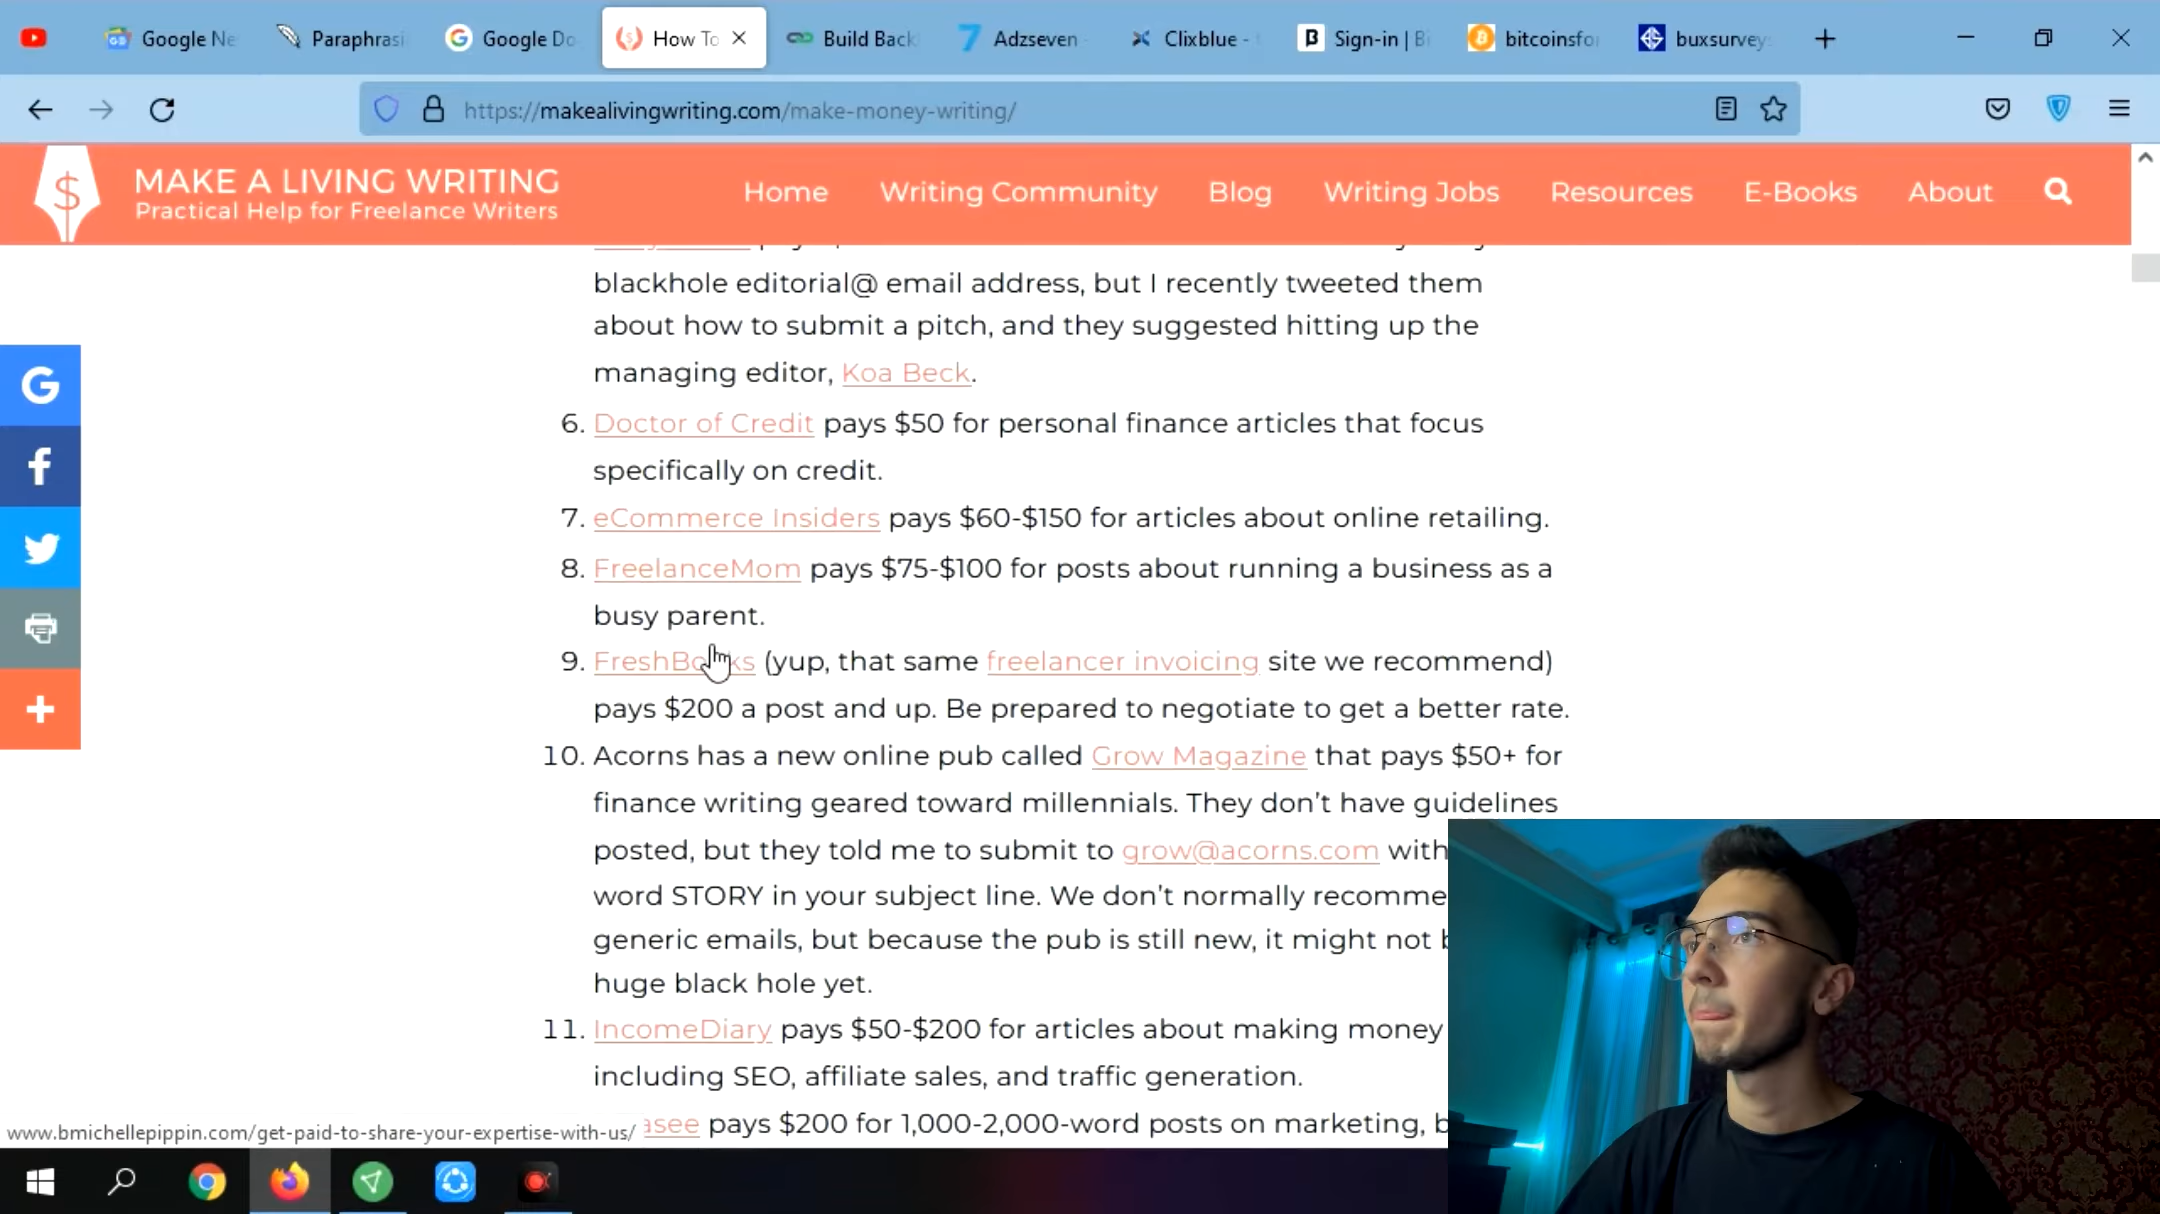 Google Ne
Paraphrasi
Google Do
How To
Build Back
Adzseven
Clixblue -
Sign-in | Bi
bitcoinsfo
buxsurvey
https://makealivingwriting.com/make-money-writing/
MAKE A LIVING WRITING
Practical Help for Freelance Writers
Home
Writing Community
Blog
Writing Jobs
Resources
E-Books
About
blackhole editorial@ email address, but I recently tweeted them
about how to submit a pitch, and they suggested hitting up the
managing editor, Koa Beck.
6. Doctor of Credit pays $50 for personal finance articles that focus
specifically on credit.
7. eCommerce Insiders pays $60-$150 for articles about online retailing.
8. FreelanceMom pays $75-$100 for posts about running a business as a
busy parent.
9. FreshBooks (yup, that same freelancer invoicing site we recommend)
pays $200 a post and up. Be prepared to negotiate to get a better rate.
10. Acorns has a new online pub called Grow Magazine that pays $50+ for
finance writing geared toward millennials. They don't have guidelines
posted, but they told me to submit to grow@acorns.com with
word STORY in your subject line. We don't normally recomme
generic emails, but because the pub is still new, it might not b
huge black hole yet.
11. IncomeDiary pays $50-$200 for articles about making money
including SEO, affiliate sales, and traffic generation.
asee pays $200 for 1,000-2,000-word posts on marketing, b
www.bmichellepippin.com/get-paid-to-share-your-expertise-with-us/